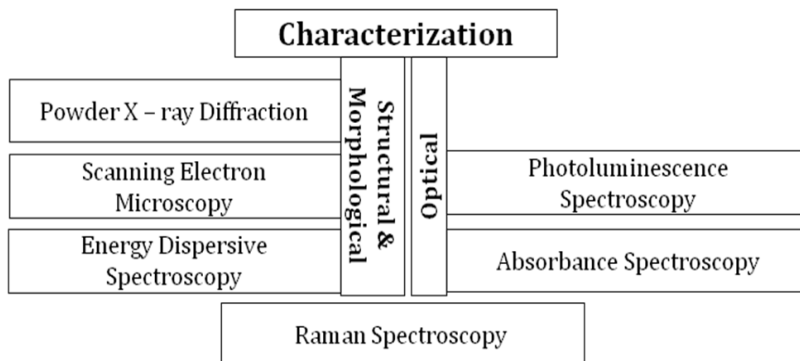 Characterization
Powder X – ray Diffraction
Scanning Electron
Microscopy
Energy Dispersive
Spectroscopy
Structural &
Morphological
Optical
Photoluminescence
Spectroscopy
Absorbance Spectroscopy
Raman Spectroscopy